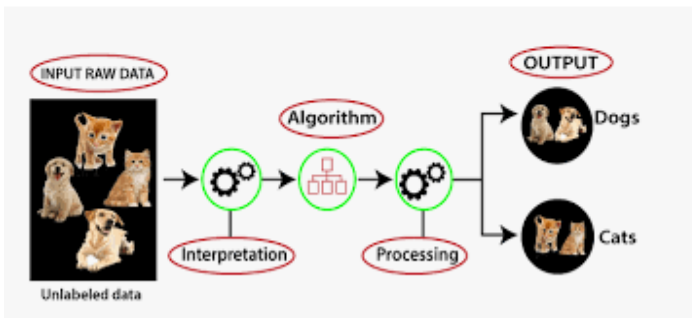 INPUT RAW DATA
Unlabeled data
Interpretation
Algorithm
Processing
OUTPUT
Dogs
Cats